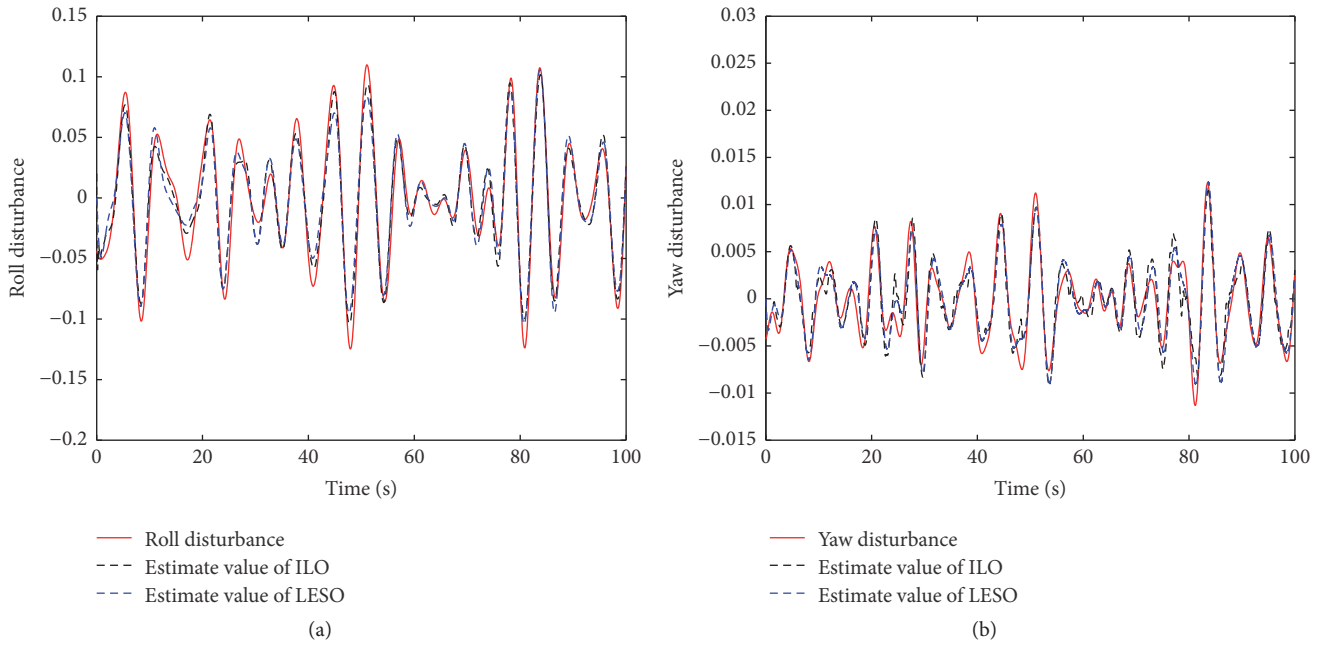 0.15
0.1
0.05
0
−0.05
−0.1
−0.15
−0.2
Roll disturbance
0 20 40 60 80 100
Time (s)
Roll disturbance
Estimate value of ILO
Estimate value of LESO
(a)
0.03
0.025
0.02
0.015
0.01
0.005
0
−0.005
−0.01
−0.015
Yaw disturbance
0 20 40 60 80 100
Time (s)
Yaw disturbance
Estimate value of ILO
Estimate value of LESO
(b)